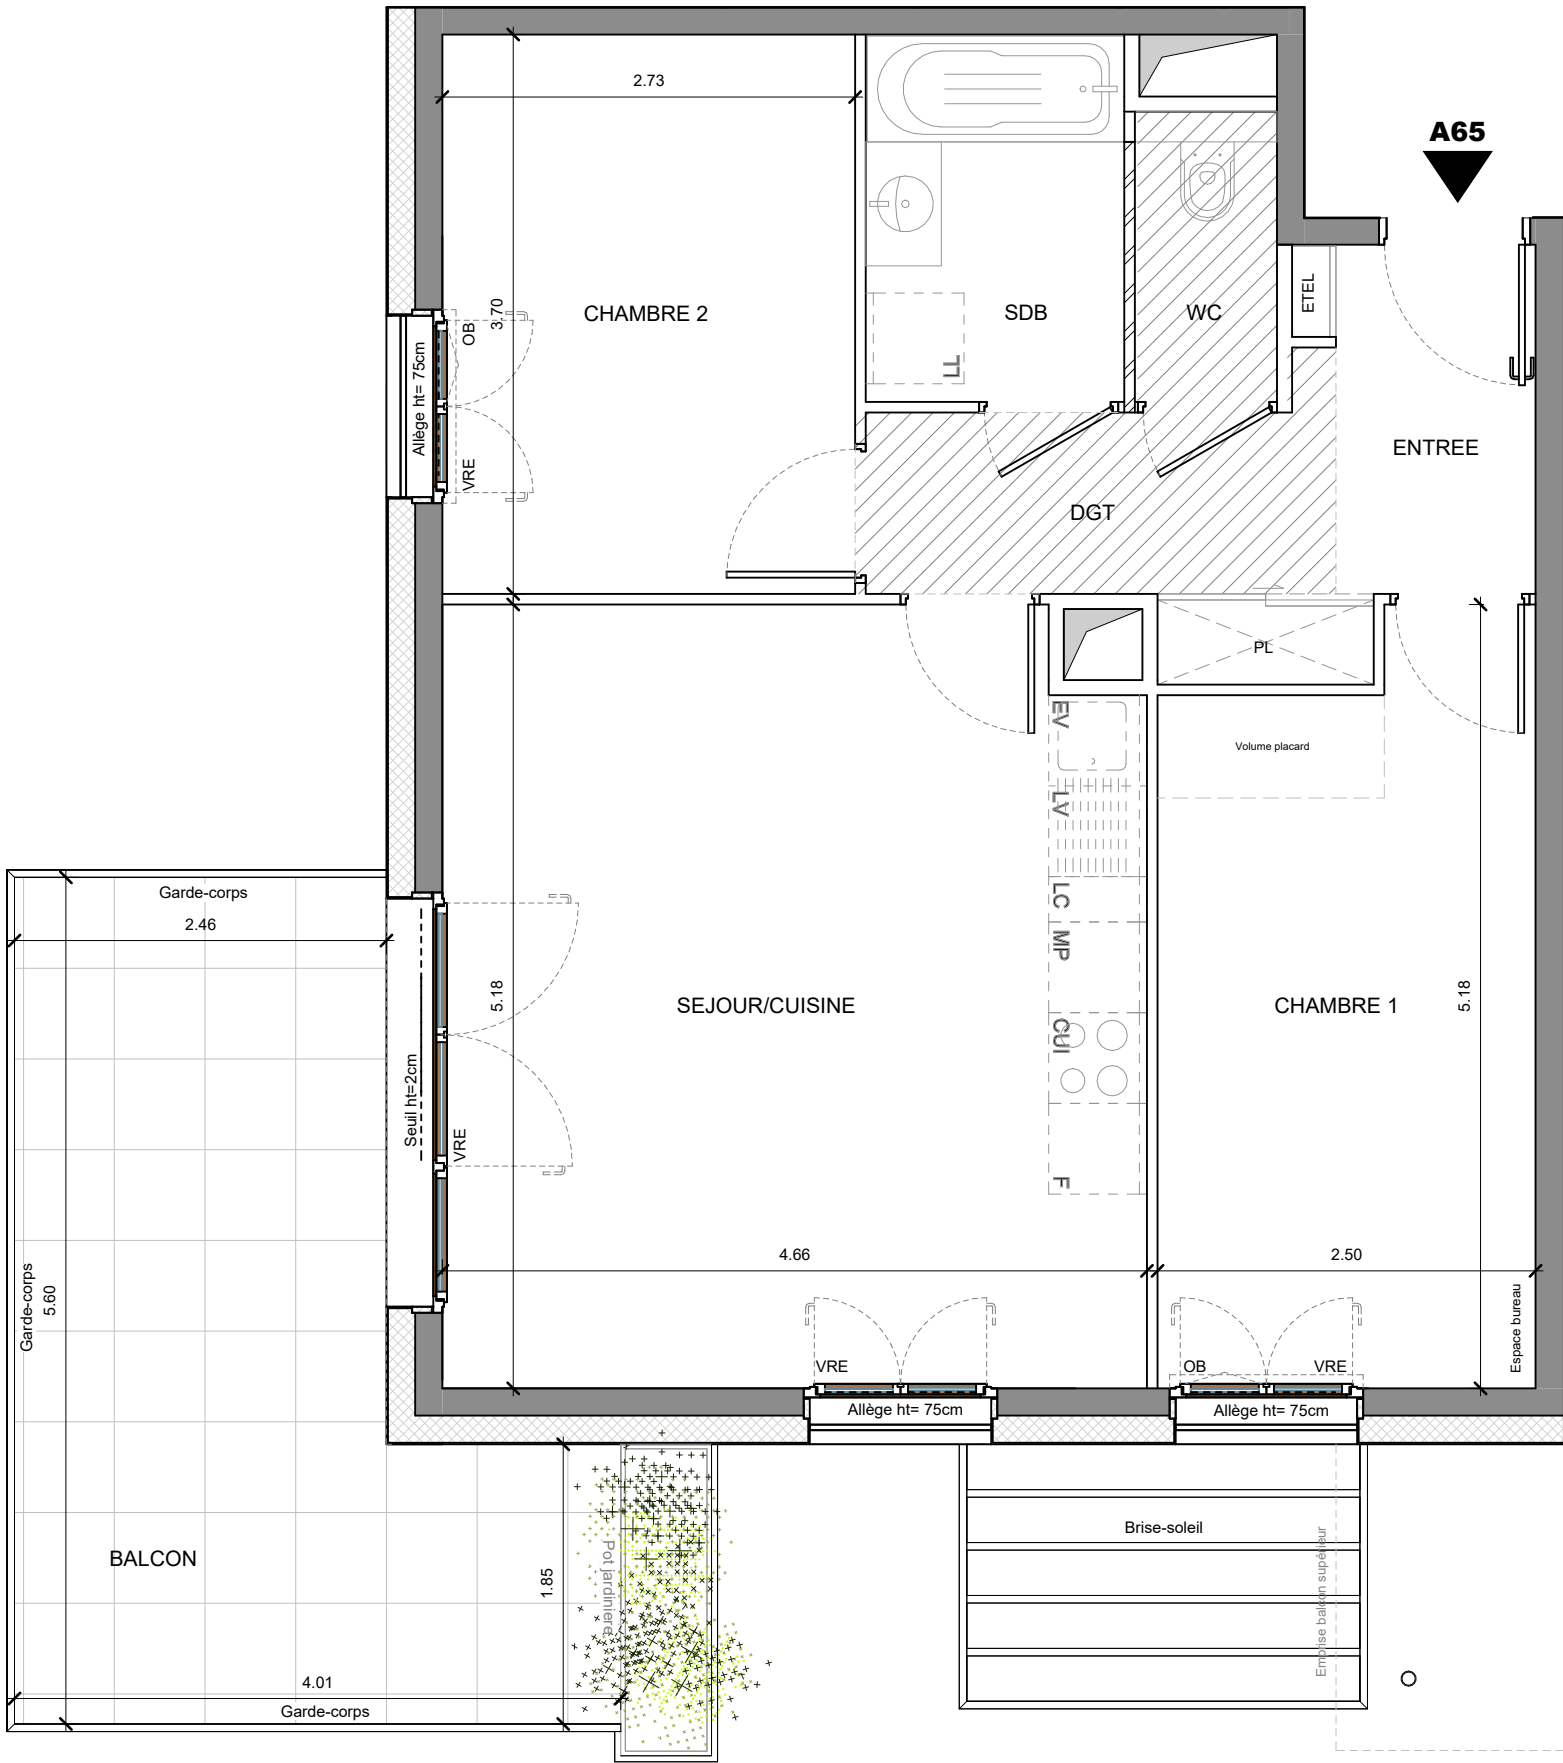 A65
2.73
3.70
CHAMBRE 2
OB
VRE
Allège ht= 75cm
SDB
LL
WC
ETEL
ENTREE
DGT
PL
Volume placard
EV
LV
LC
MP
CUI
F
Garde-corps
2.46
5.18
SEJOUR/CUISINE
CHAMBRE 1
5.18
Seuil ht=2cm
VRE
Garde-corps
5.60
4.66
2.50
Espace bureau
VRE
OB
VRE
Allège ht= 75cm
Allège ht= 75cm
BALCON
1.85
Pot jardiniere
Brise-soleil
Emprise balcon supérieur
4.01
Garde-corps